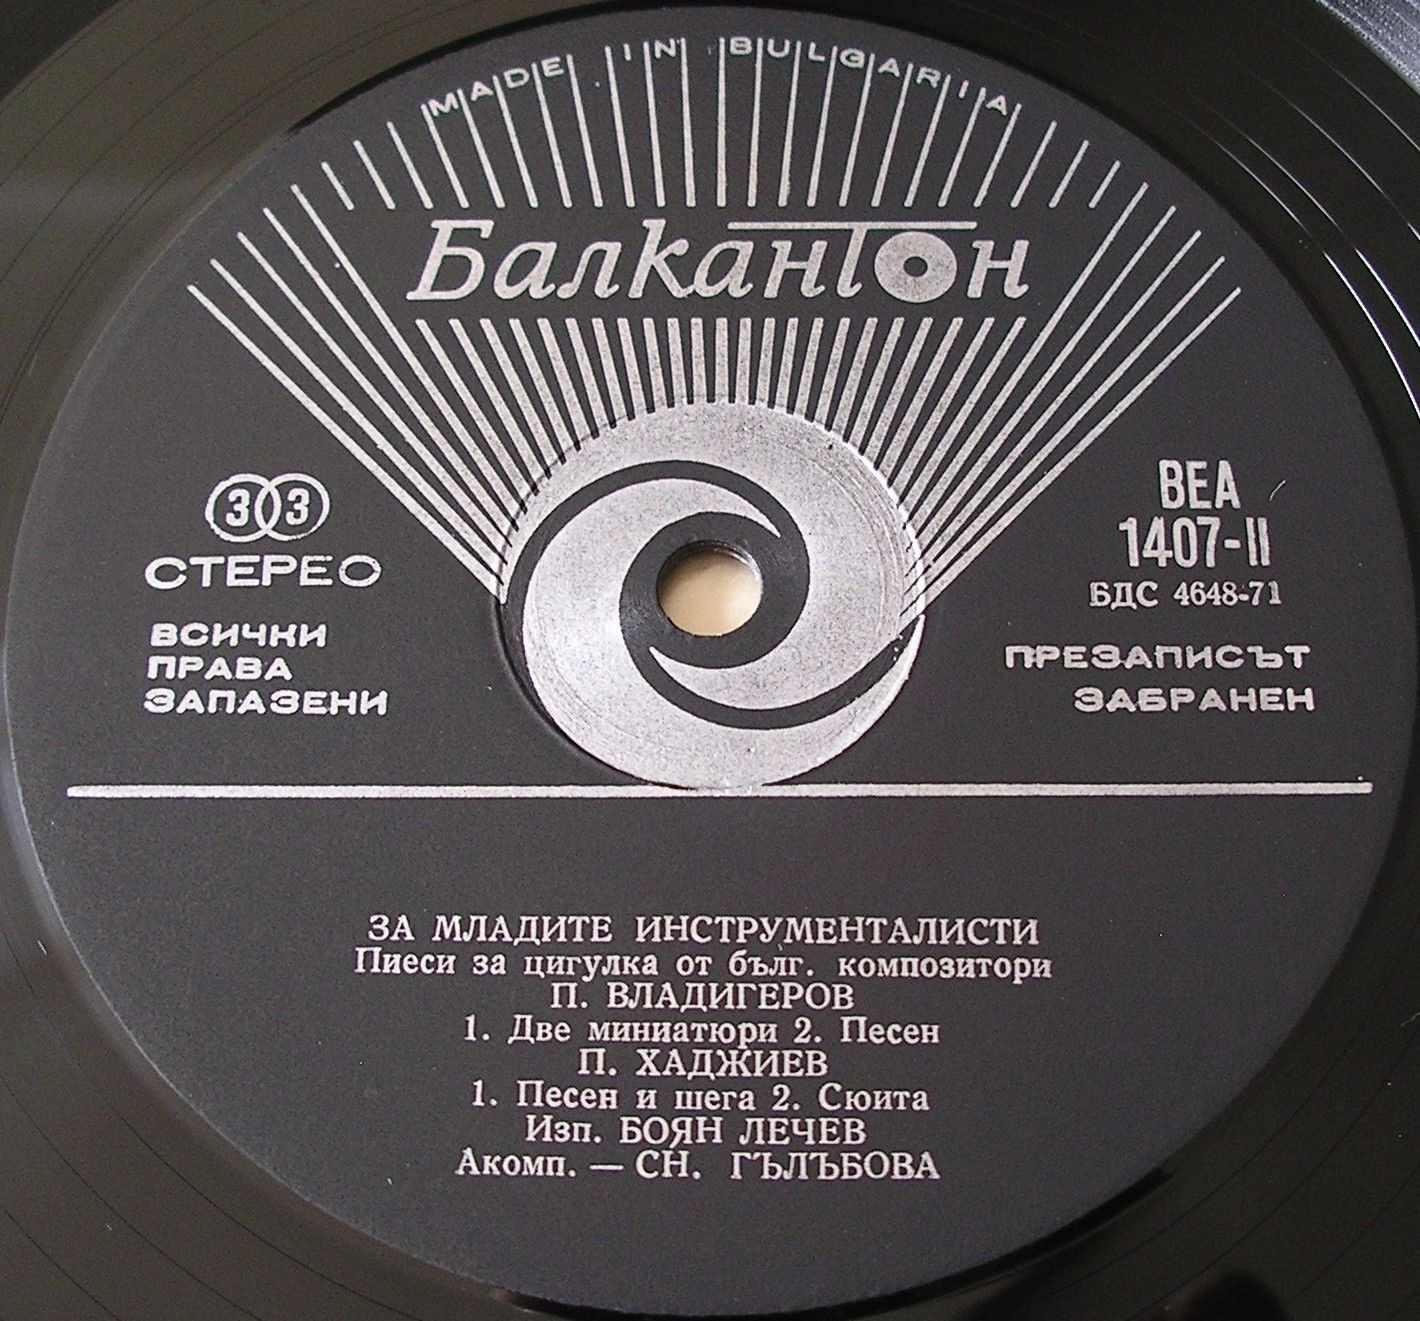 MADE IN BULGARIA
Балкантон
33
СТЕРЕО
ВСИЧКИ
ПРАВА
ЗАПАЗЕНИ
ВЕА
1407-II
БДС 4648-71
ПРЕЗАПИСЪТ
ЗАБРАНЕН
ЗА МЛАДИТЕ ИНСТРУМЕНТАЛИСТИ
Пиеси за цигулка от бълг. композитори
П. ВЛАДИГЕРОВ
1. Две миниатюри 2. Песен
П. ХАДЖИЕВ
1. Песен и шега 2. Сюита
Изп. БОЯН ЛЕЧЕВ
Акомп. — СН. ГЪЛЪБОВА